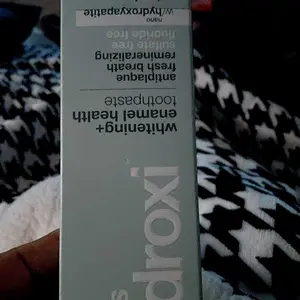 s
droxi
whitening+
enamel health
toothpaste
antiplaque
fresh breath
remineralizing
sulfate free
fluoride free
nano
w/hydroxyapatite